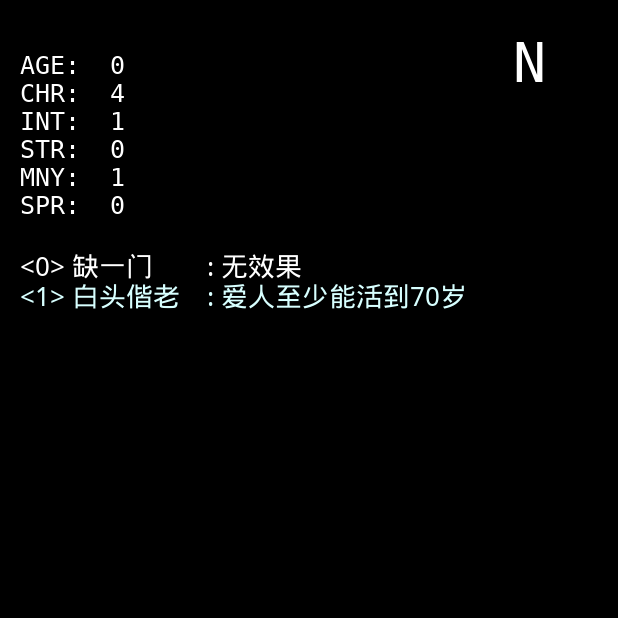 N
AGE: 0
CHR: 4
INT: 1
STR: 0
MNY: 1
SPR: 0
<0> 缺一门 : 无效果
<1> 白头偕老 : 爱人至少能活到70岁